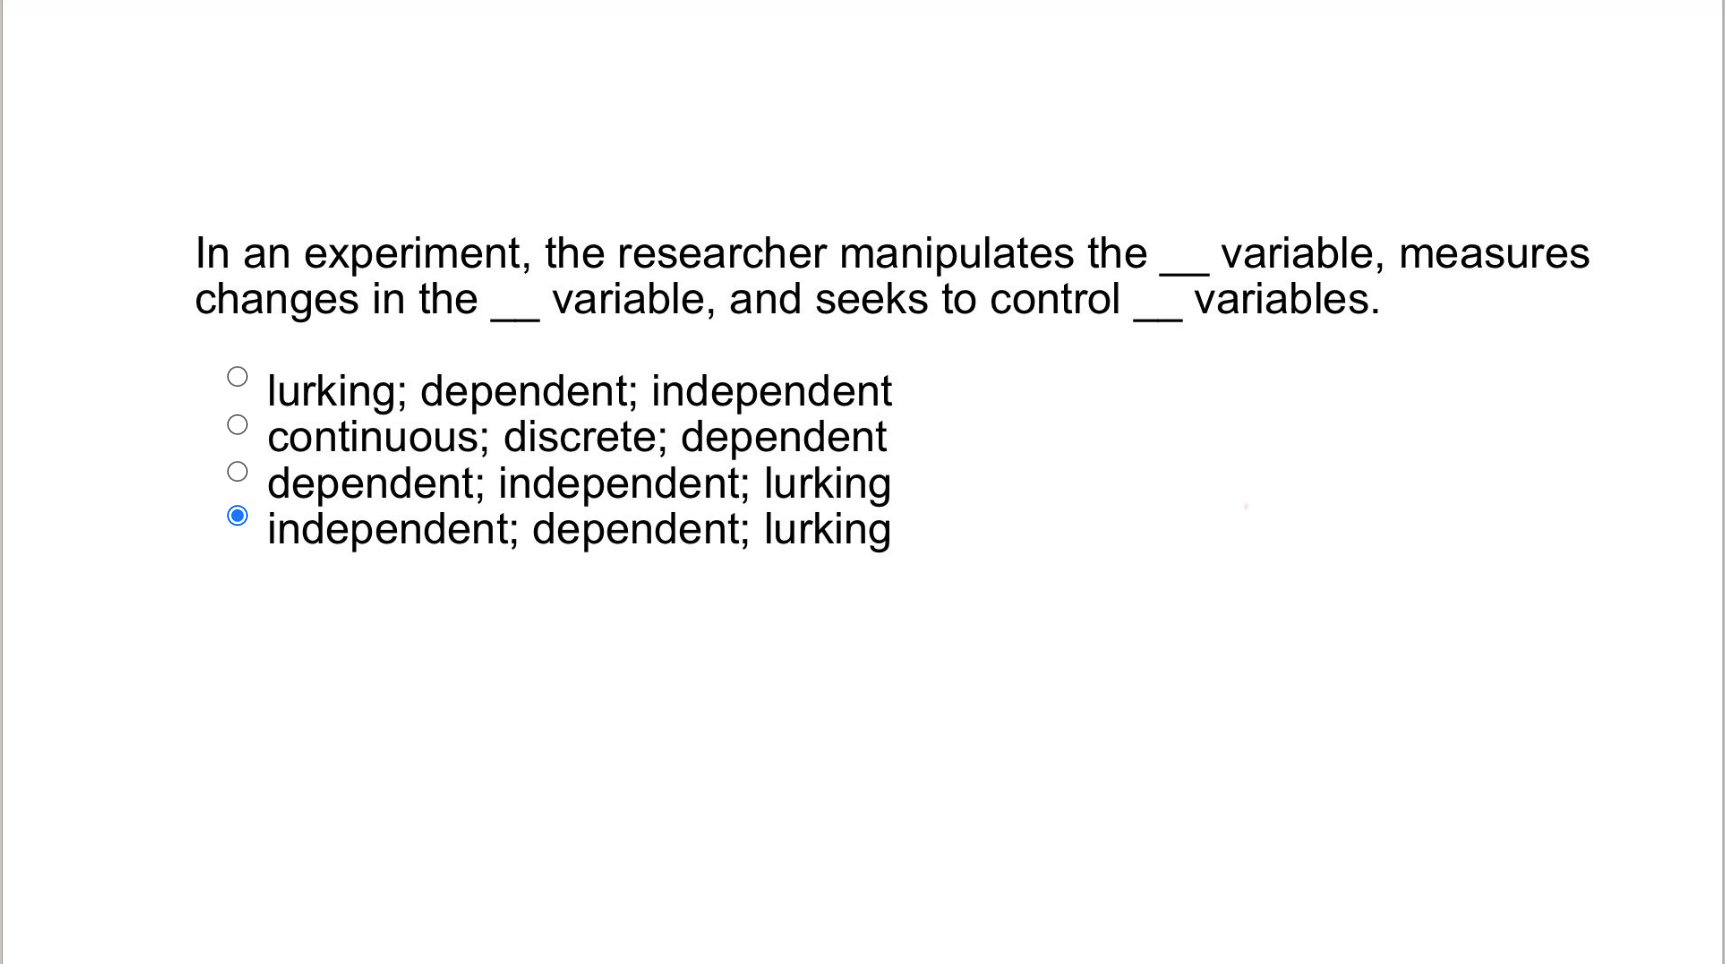 In an experiment, the researcher manipulates the __ variable, measures
changes in the __ variable, and seeks to control __ variables.
lurking; dependent; independent
continuous; discrete; dependent
dependent; independent; lurking
independent; dependent; lurking